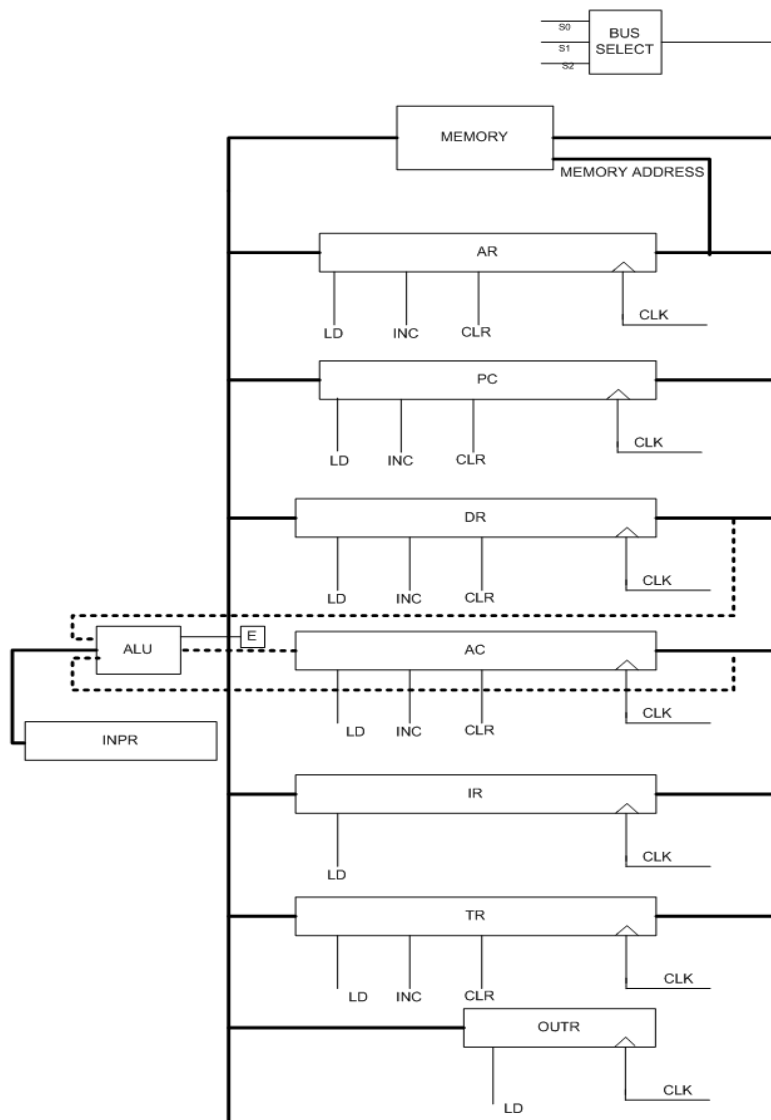 S0
S1
S2
BUS
SELECT
MEMORY
MEMORY ADDRESS
AR
LD INC CLR CLK
PC
LD INC CLR CLK
DR
LD INC CLR CLK
ALU
E
AC
LD INC CLR CLK
INPR
IR
LD CLK
TR
LD INC CLR CLK
OUTR
LD CLK